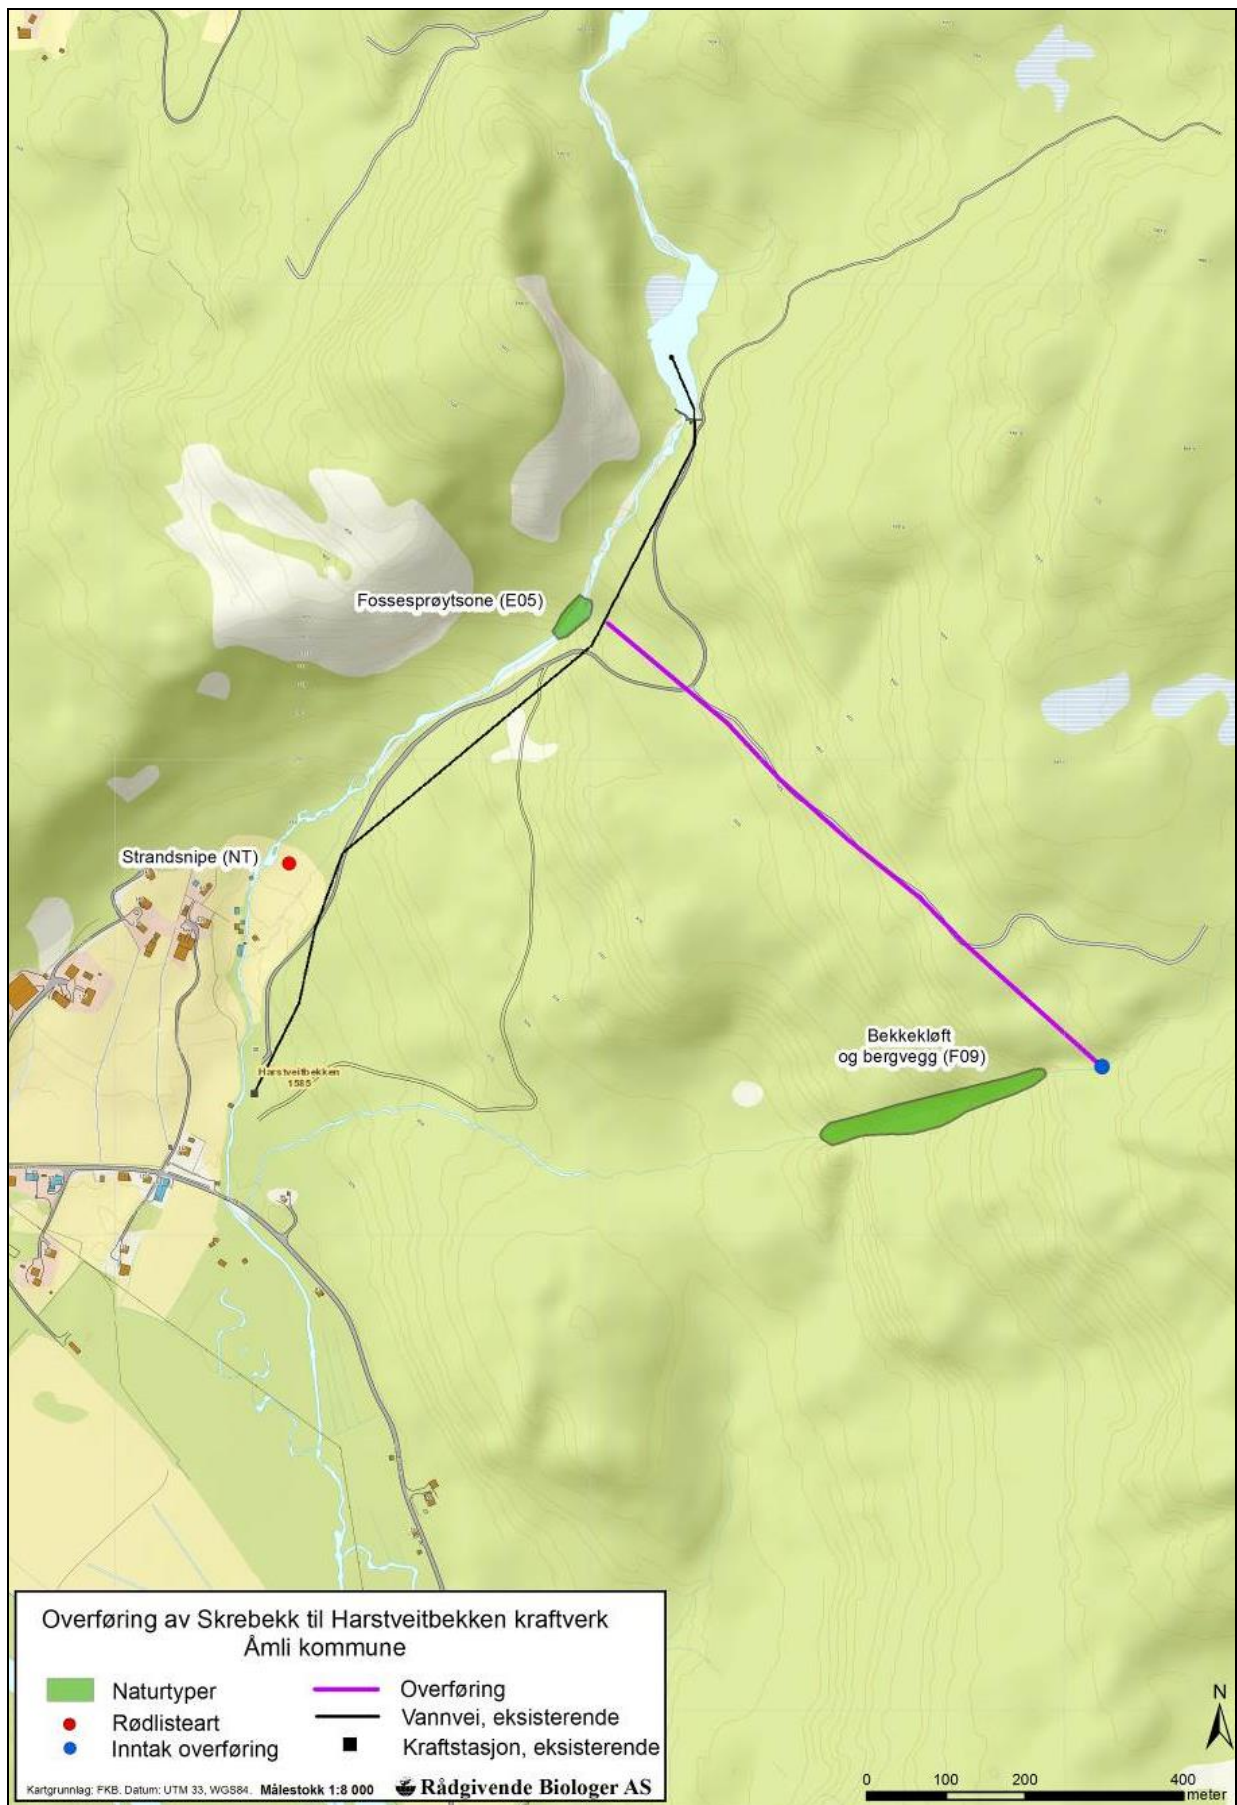 Fossesprøytsone (E05)
Strandsnipe (NT)
Bekkekløft
og bergvegg (F09)
Harstveitbekken
1585
Overføring av Skrebekk til Harstveitbekken kraftverk
Åmli kommune
Naturtyper
Rødlisteart
Inntak overføring
Overføring
Vannvei, eksisterende
Kraftstasjon, eksisterende
Kartgrunnlag: FKB. Datum: UTM 33, WGS84. Målestokk 1:8 000 Rådgivende Biologer AS
N
0 100 200 400
meter